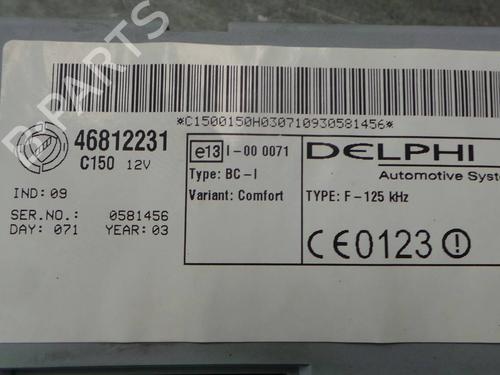 B-PARTS
*C1500150H030710930581456*
46812231
C150 12V
IND: 09
SER.NO.: 0581456
DAY: 071 YEAR: 03
e13 I-00 0071
Type: BC-I
Variant: Comfort
DELPHI
Automotive Syste
TYPE: F-125 kHz
CE0123